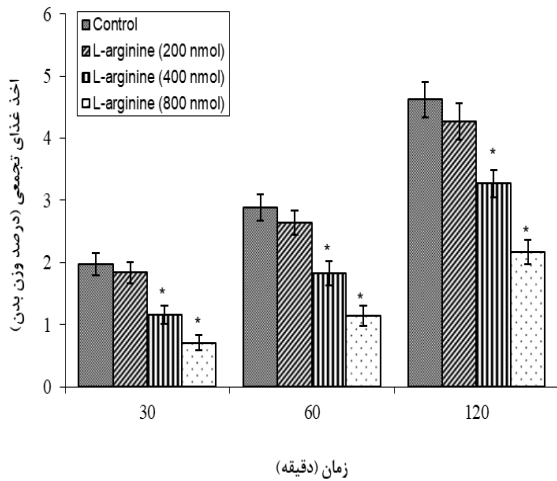 Control
L-arginine (200 nmol)
L-arginine (400 nmol)
L-arginine (800 nmol)
اخذ غذای تجمعی (درصد وزن بدن)
6
5
4
3
2
1
0
* *
* *
* *
30 60 120
زمان (دقیقه)